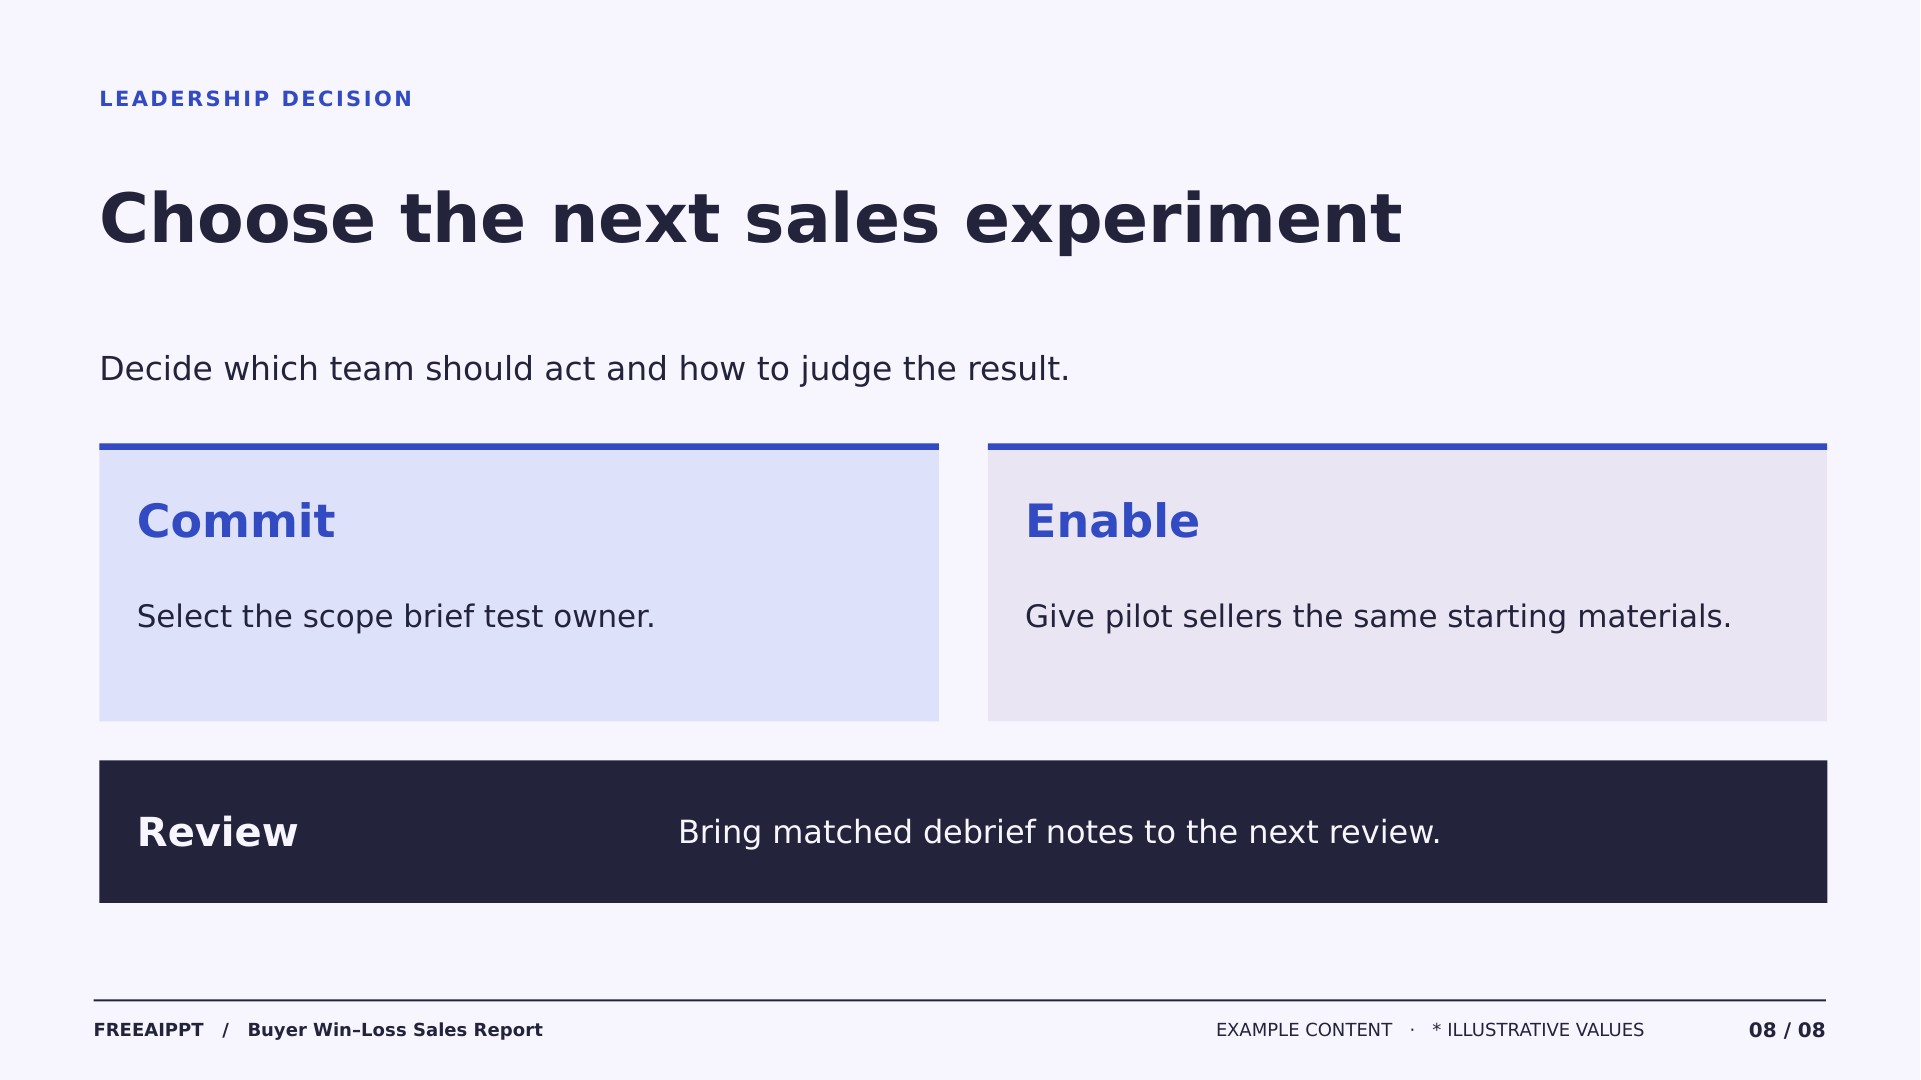 LEADERSHIP DECISION
Choose the next sales experiment
Decide which team should act and how to judge the result.
Commit
Select the scope brief test owner.
Enable
Give pilot sellers the same starting materials.
Review
Bring matched debrief notes to the next review.
FREEAIPPT / Buyer Win–Loss Sales Report
EXAMPLE CONTENT · * ILLUSTRATIVE VALUES
08 / 08